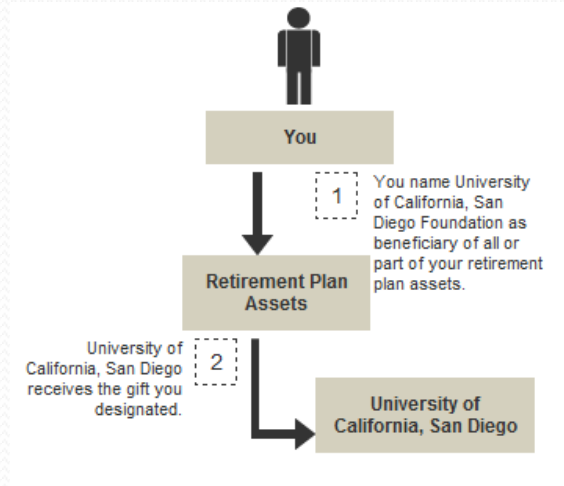 You
1
You name University
of California, San
Diego Foundation as
beneficiary of all or
part of your retirement
plan assets.
Retirement Plan
Assets
University of
California, San Diego
receives the gift you
designated.
2
University of
California, San Diego